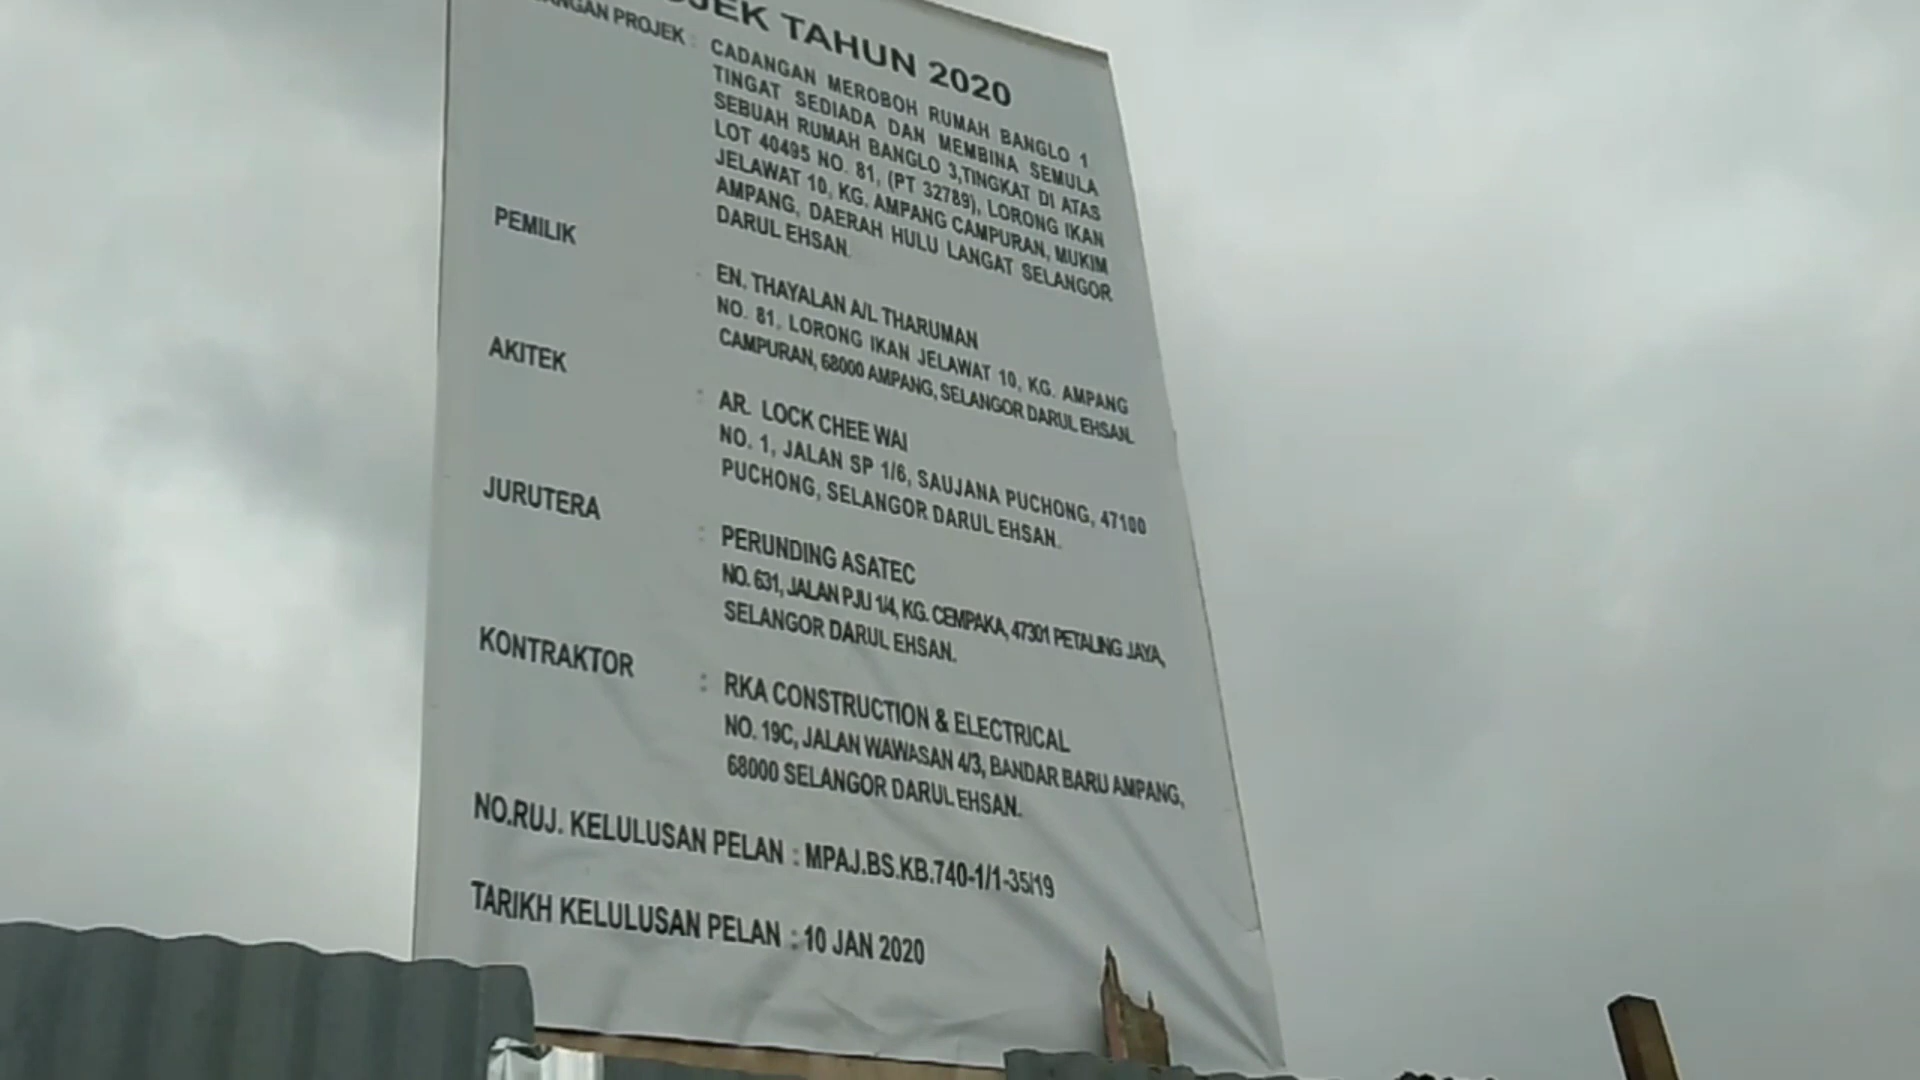 PROJEK TAHUN 2020
PROJEK : CADANGAN MEROBOH RUMAH BANGLO 1
TINGAT SEDIADA DAN MEMBINA SEMULA
SEBUAH RUMAH BANGLO 3,TINGKAT DI ATAS
LOT 40495 NO. 81, (PT 32789), LORONG IKAN
JELAWAT 10, KG. AMPANG CAMPURAN, MUKIM
AMPANG, DAERAH HULU LANGAT SELANGOR
DARUL EHSAN.
PEMILIK : EN. THAYALAN A/L THARUMAN
NO. 81, LORONG IKAN JELAWAT 10, KG. AMPANG
CAMPURAN, 68000 AMPANG, SELANGOR DARUL EHSAN.
AKITEK : AR. LOCK CHEE WAI
NO. 1, JALAN SP 1/6, SAUJANA PUCHONG, 47100
PUCHONG, SELANGOR DARUL EHSAN.
JURUTERA : PERUNDING ASATEC
NO. 631, JALAN PJU 1/4, KG. CEMPAKA, 47301 PETALING JAYA,
SELANGOR DARUL EHSAN.
KONTRAKTOR : RKA CONSTRUCTION & ELECTRICAL
NO. 19C, JALAN WAWASAN 4/3, BANDAR BARU AMPANG,
68000 SELANGOR DARUL EHSAN.
NO.RUJ. KELULUSAN PELAN : MPAJ.BS.KB.740-1/1-35/19
TARIKH KELULUSAN PELAN : 10 JAN 2020